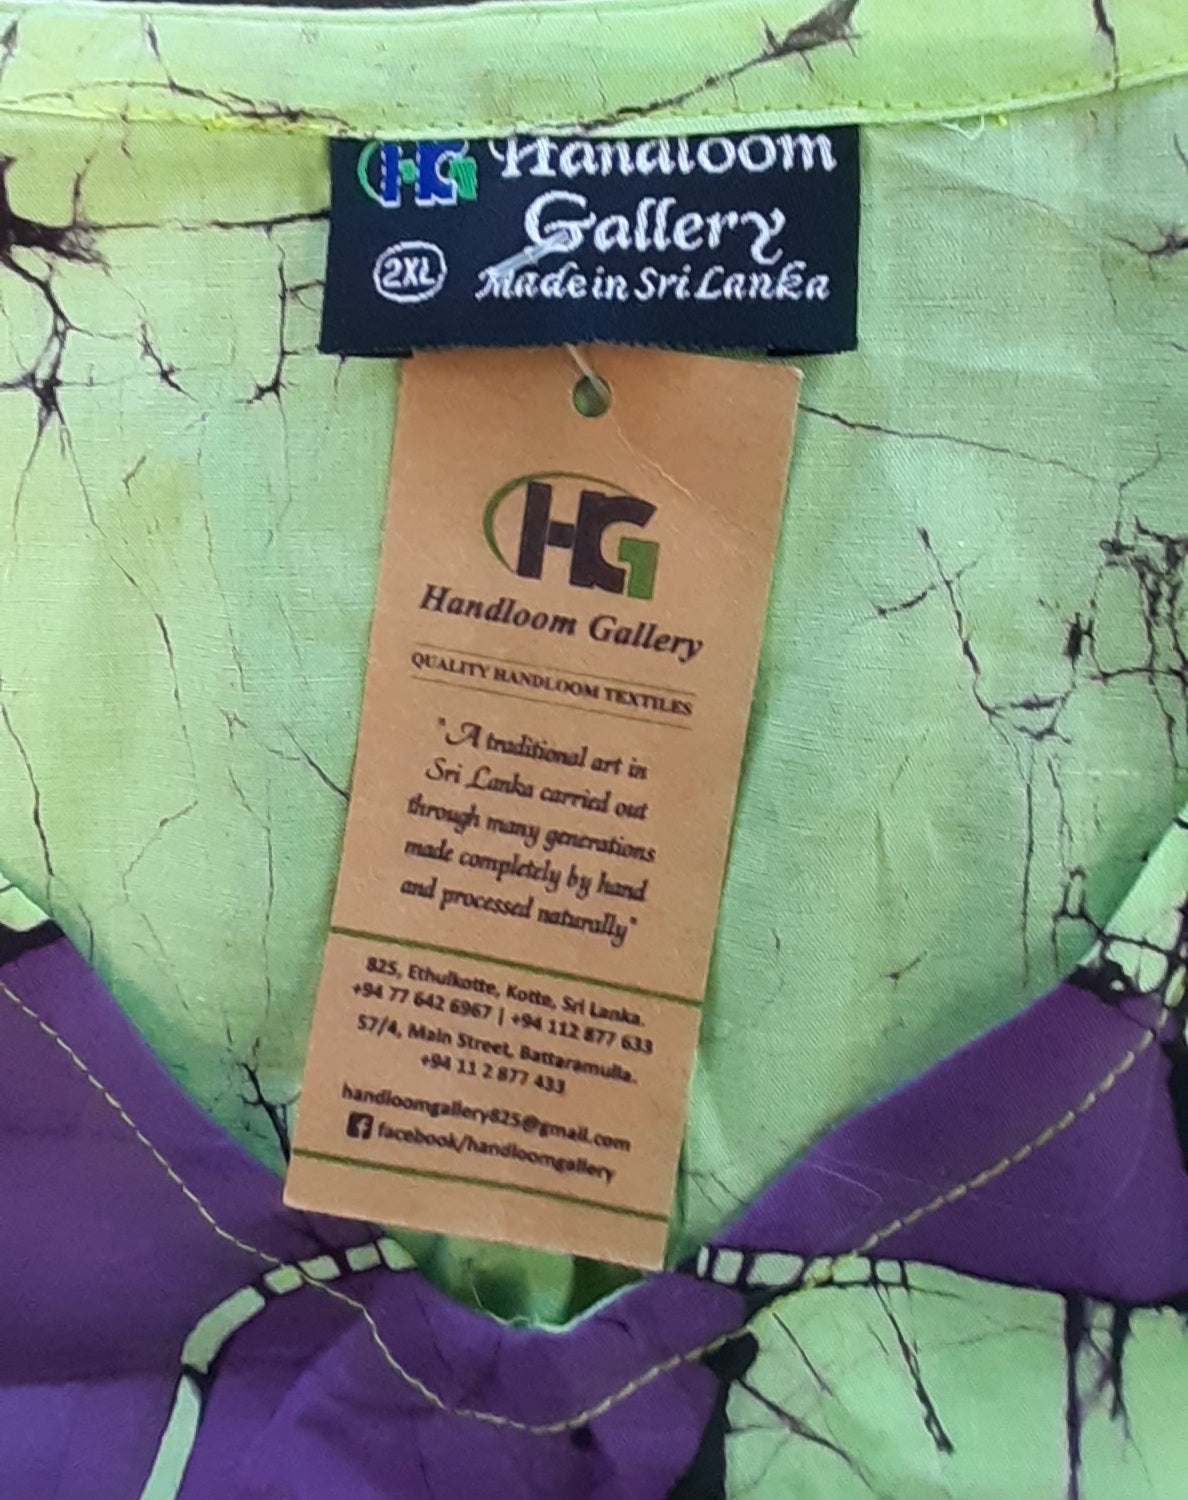 HG Handloom
Gallery
2XL
Made in Sri Lanka
HG
Handloom Gallery
QUALITY HANDLOOM TEXTILES
"A traditional art in
Sri Lanka carried out
through many generations
made completely by hand
and processed naturally"
825, Ethulkotte, Kotte, Sri Lanka.
+94 77 642 6967 | +94 112 877 633
57/4, Main Street, Battaramulla.
+94 11 2 877 433
handloomgallery825@gmail.com
facebook/handloomgallery